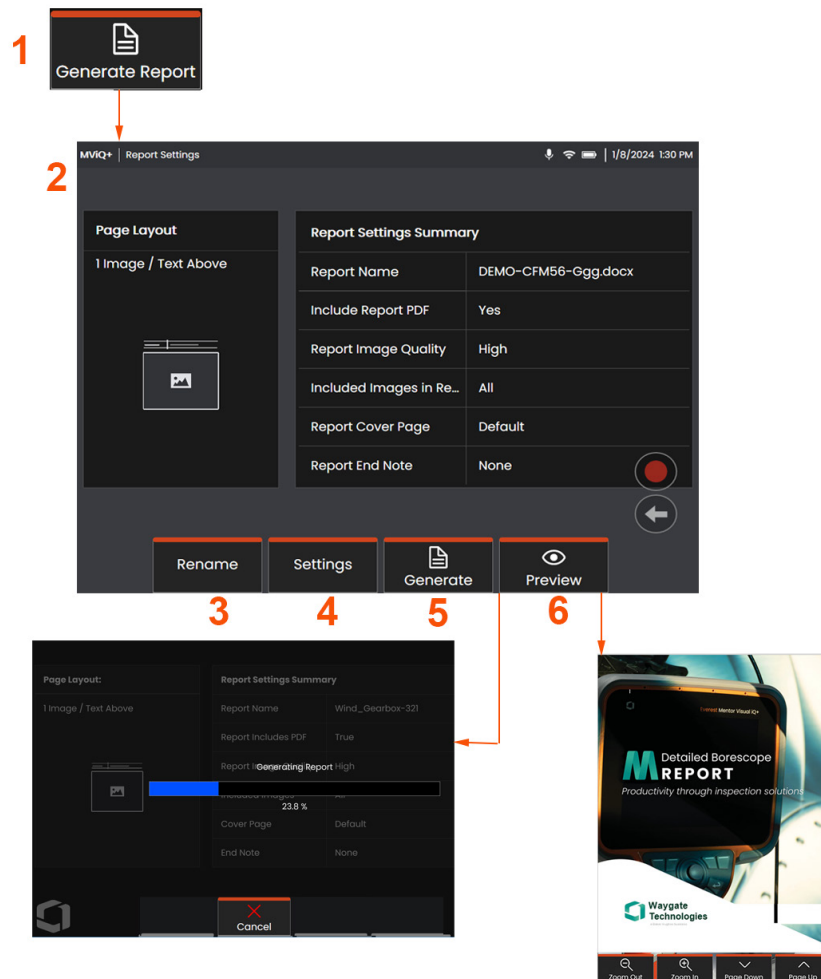 1
Generate Report
2
MViQ+ | Report Settings
1/8/2024 1:30 PM
Page Layout
1 Image / Text Above
Report Settings Summary
Report Name DEMO-CFM56-Ggg.docx
Include Report PDF Yes
Report Image Quality High
Included Images in Re... All
Report Cover Page Default
Report End Note None
Rename
Settings
Generate
Preview
3
4
5
6
Page Layout:
1 Image / Text Above
Report Settings Summary
Report Name Wind_Gearbox-321
Report Includes PDF True
Generating Report
High
23.8 %
Cover Page Default
End Note None
Cancel
Everest Mentor Visual iQ+
Detailed Borescope
REPORT
Productivity through inspection solutions
Waygate
Technologies
Zoom Out
Zoom In
Page Down
Page Up